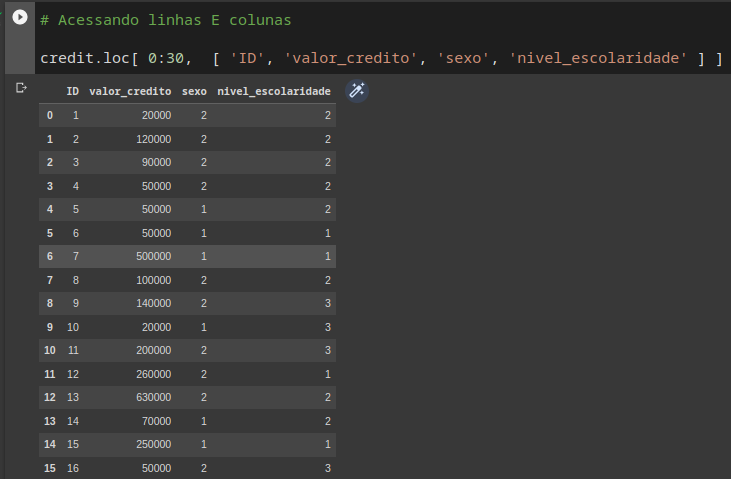 # Acessando linhas E colunas
credit.loc[ 0:30,  [ 'ID', 'valor_credito', 'sexo', 'nivel_escolaridade' ] ]
ID valor_credito sexo nivel_escolaridade
0 1 20000 2 2
1 2 120000 2 2
2 3 90000 2 2
3 4 50000 2 2
4 5 50000 1 2
5 6 50000 1 1
6 7 500000 1 1
7 8 100000 2 2
8 9 140000 2 3
9 10 20000 1 3
10 11 200000 2 3
11 12 260000 2 1
12 13 630000 2 2
13 14 70000 1 2
14 15 250000 1 1
15 16 50000 2 3